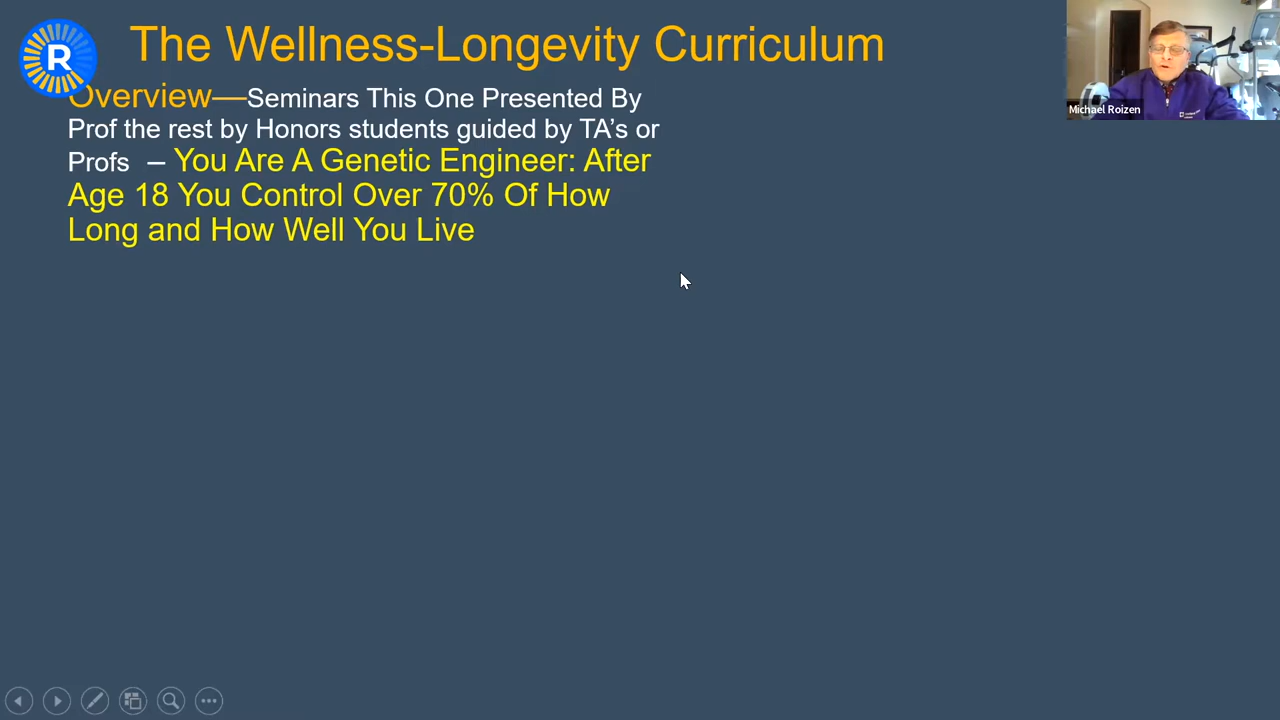 The Wellness-Longevity Curriculum
R
Overview—Seminars This One Presented By
Prof the rest by Honors students guided by TA’s or
Profs – You Are A Genetic Engineer: After
Age 18 You Control Over 70% Of How
Long and How Well You Live
Michael Roizen